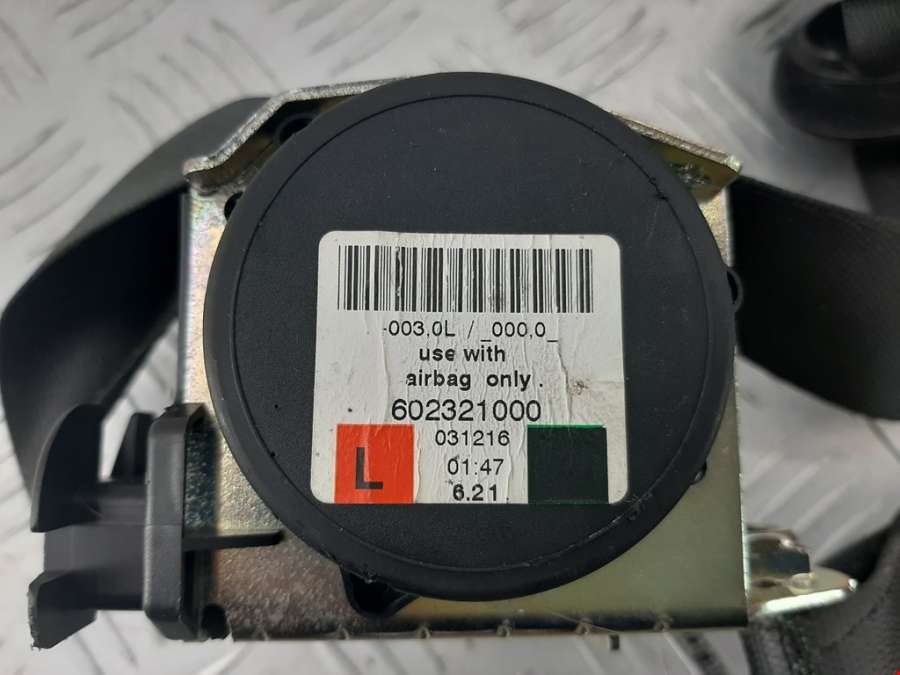 -003,0L / _000,0_
use with
airbag only.
602321000
031216
L
01:47
6.21